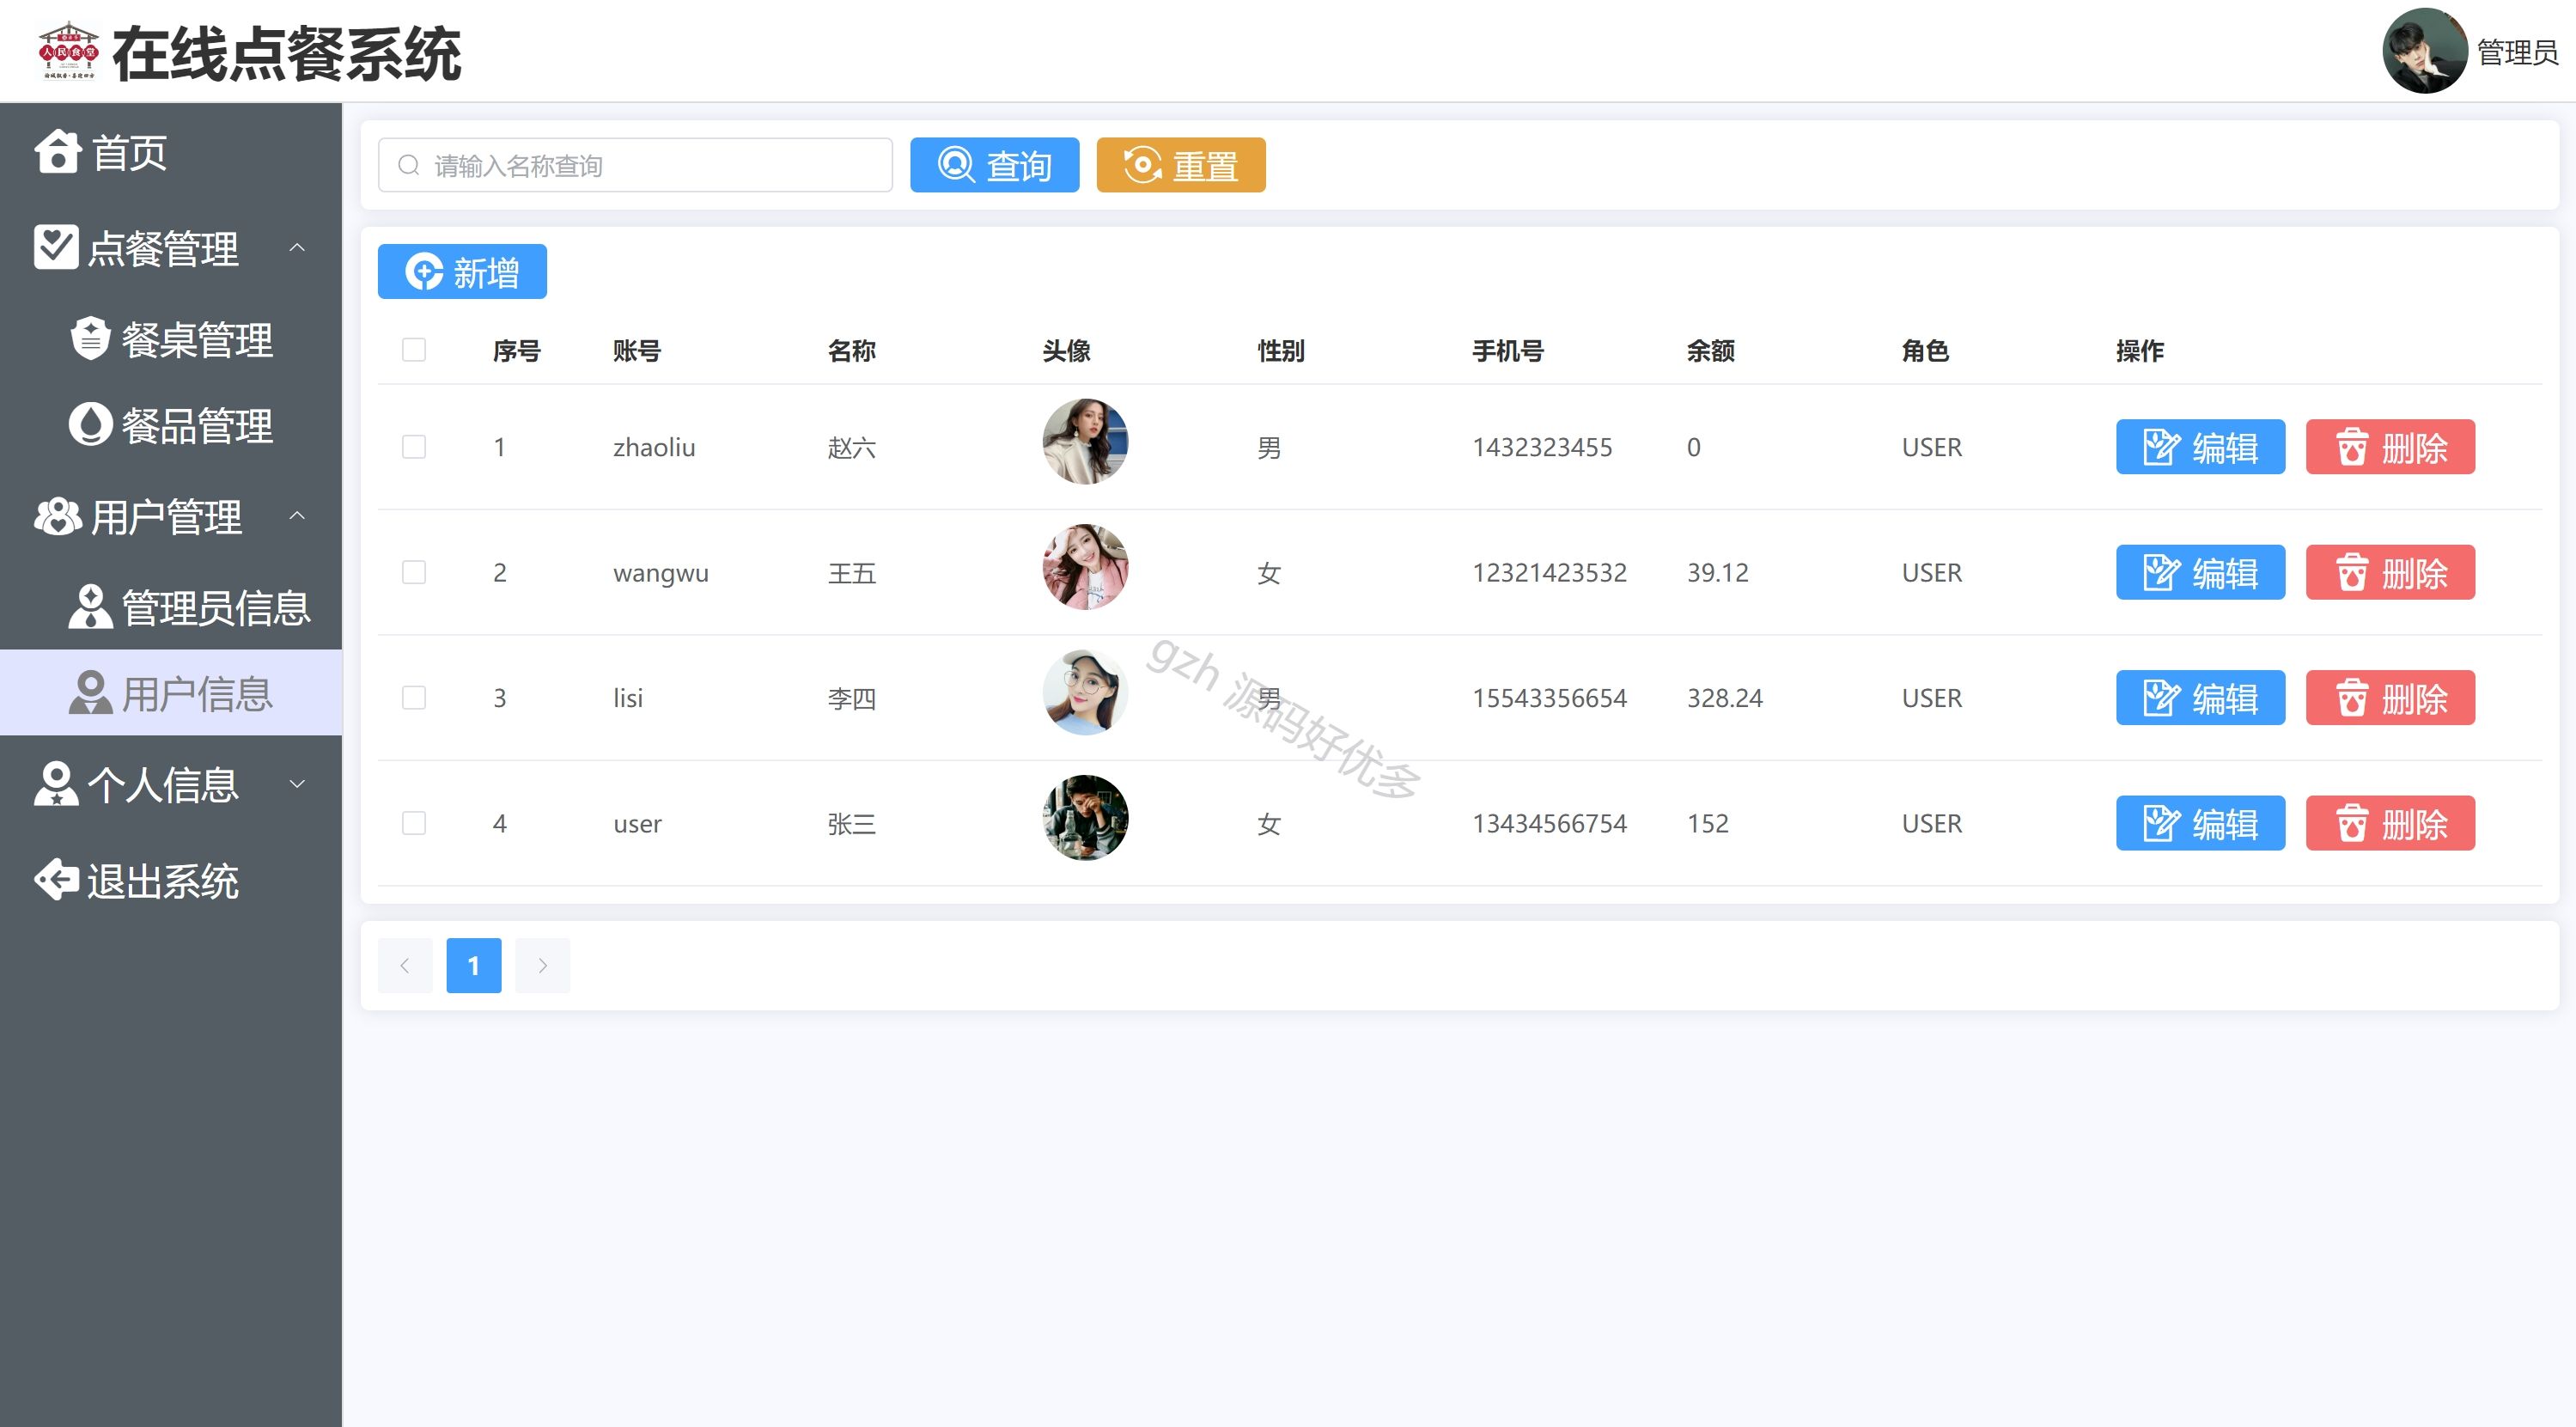 人民食堂
在线点餐系统
管理员
首页
点餐管理
餐桌管理
餐品管理
用户管理
管理员信息
用户信息
个人信息
退出系统
请输入名称查询 查询 重置
新增
序号 账号 名称 头像 性别 手机号 余额 角色 操作
1 zhaoliu 赵六 男 1432323455 0 USER 编辑 删除
2 wangwu 王五 女 12321423532 39.12 USER 编辑 删除
3 lisi 李四 男 15543356654 328.24 USER 编辑 删除
4 user 张三 女 13434566754 152 USER 编辑 删除
gzh 源码好优多
1